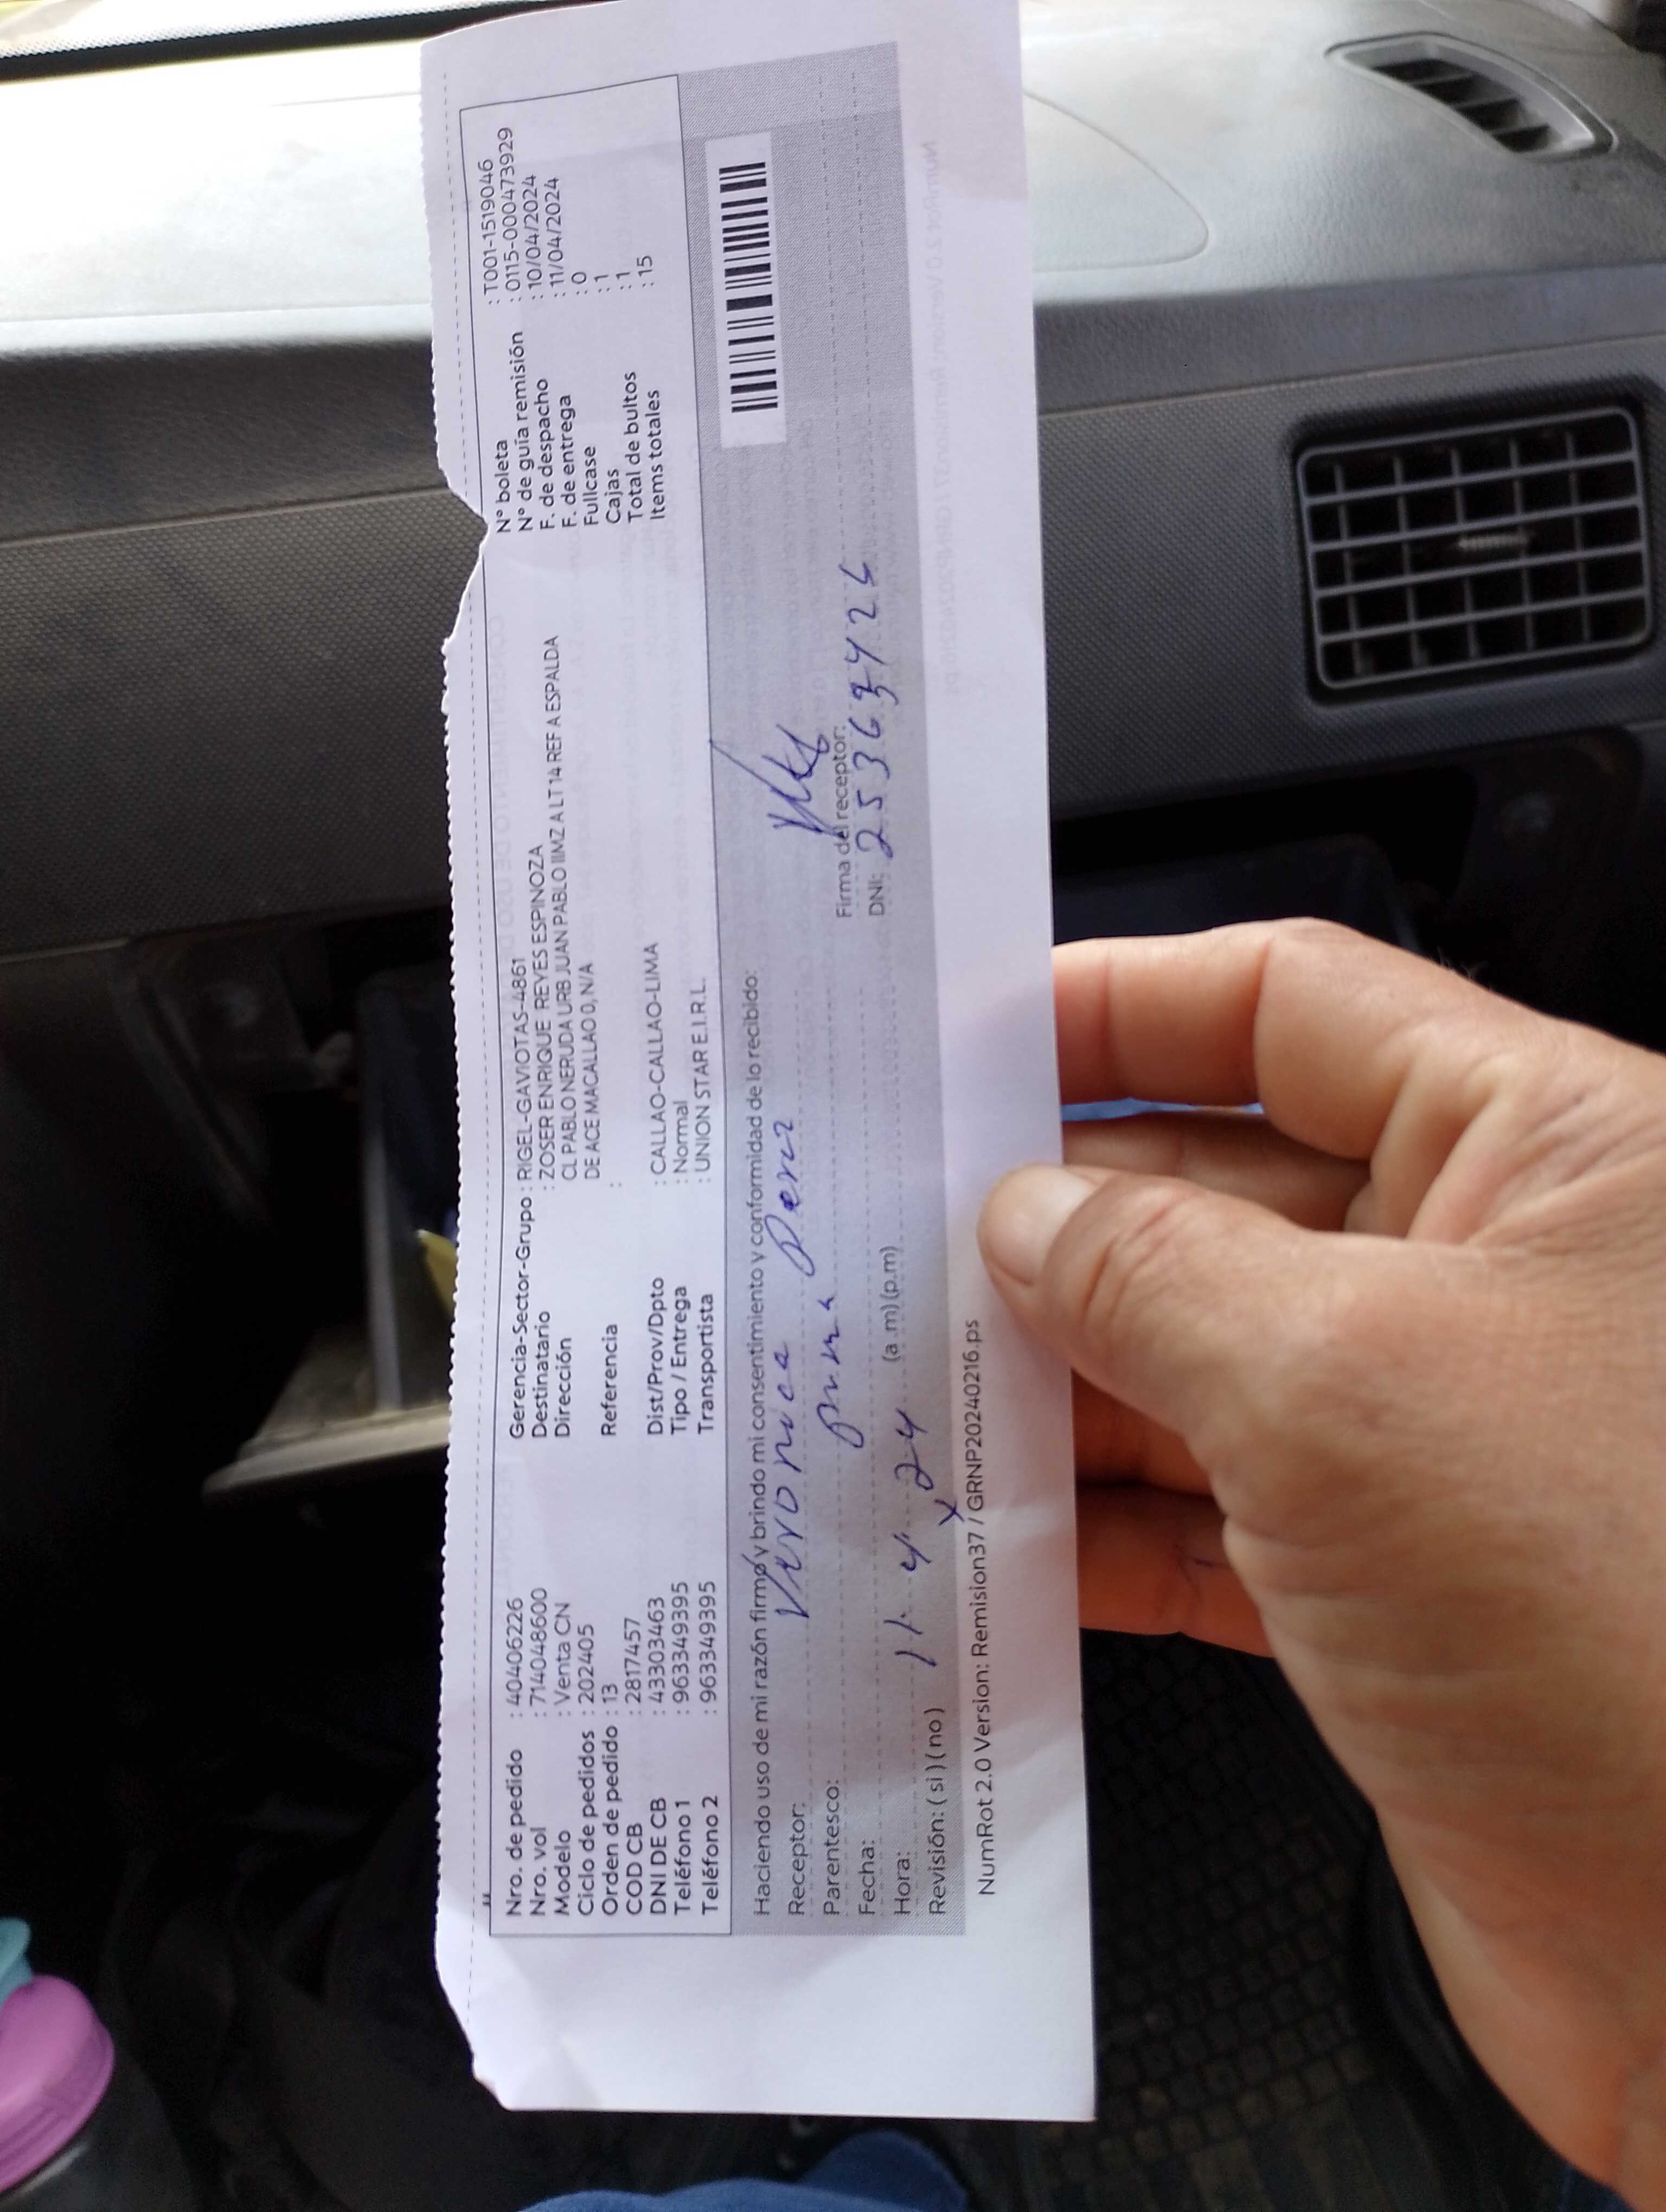 Nro. de pedido : 40406226
Nro. vol : 714048600
Modelo : Venta CN
Ciclo de pedidos : 202405
Orden de pedido : 13
COD CB : 2817457
DNI DE CB : 43303463
Teléfono 1 : 963349395
Teléfono 2 : 963349395
Gerencia-Sector-Grupo : RIGEL-GAVIOTAS-4861
Destinatario : ZOSER ENRIQUE REYES ESPINOZA
Dirección CL PABLO NERUDA URB JUAN PABLO IIMZ A LT 14 REF A ESPALDA
DE ACE MACALLAO 0, N/A
Referencia :
Dist/Prov/Dpto : CALLAO-CALLAO-LIMA
Tipo / Entrega : Normal
Transportista : UNION STAR E.I.R.L.
N° boleta : T001-1519046
N° de guía remisión : 0115-000473929
F. de despacho : 10/04/2024
F. de entrega : 11/04/2024
Fullcase : 0
Cajas : 1
Total de bultos : 1
Items totales : 15
Haciendo uso de mi razón firmo y brindo mi consentimiento y conformidad de lo recibido:
Receptor: Veronica
Parentesco: prima
Firma del receptor:
Fecha: 11 4 24
DNI:
Hora: (a.m) (p.m)
Revisión: ( si ) ( no ) x
NumRot 2.0 Version: Remision37 / GRNP20240216.ps